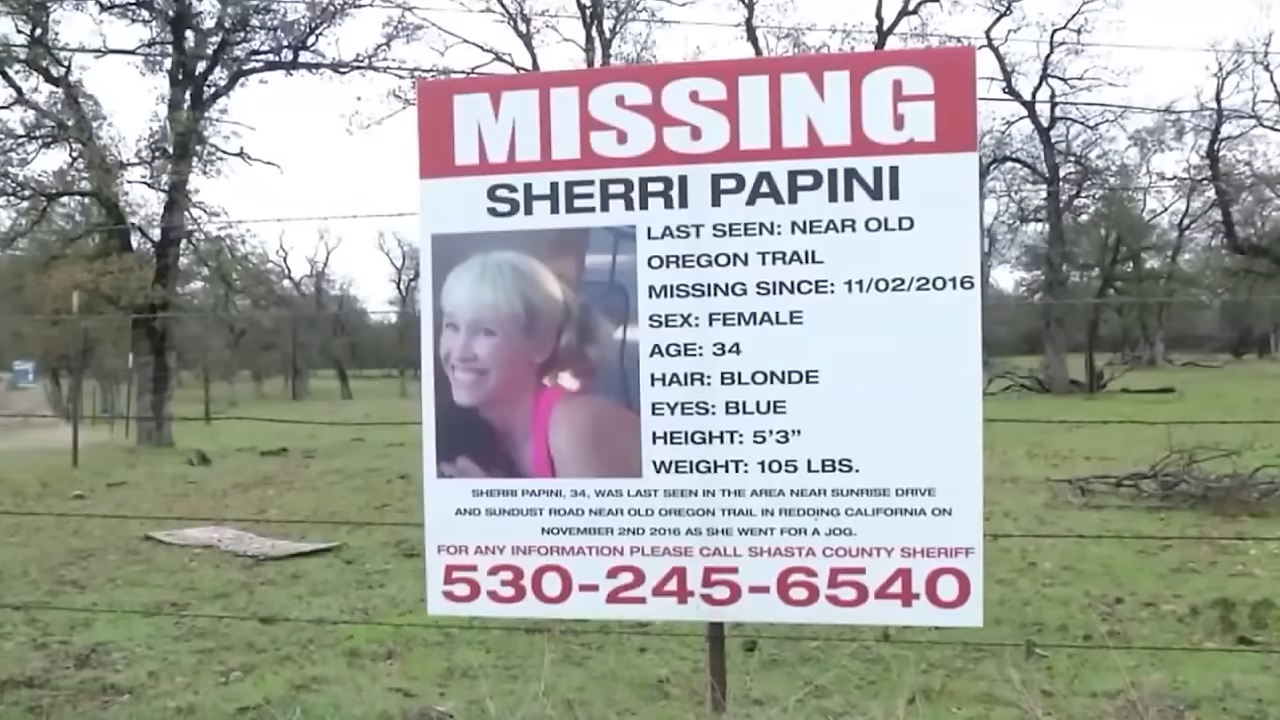 MISSING
SHERRI PAPINI
LAST SEEN: NEAR OLD
OREGON TRAIL
MISSING SINCE: 11/02/2016
SEX: FEMALE
AGE: 34
HAIR: BLONDE
EYES: BLUE
HEIGHT: 5'3”
WEIGHT: 105 LBS.
SHERRI PAPINI, 34, WAS LAST SEEN IN THE AREA NEAR SUNRISE DRIVE
AND SUNDUST ROAD NEAR OLD OREGON TRAIL IN REDDING CALIFORNIA ON
NOVEMBER 2ND 2016 AS SHE WENT FOR A JOG.
FOR ANY INFORMATION PLEASE CALL SHASTA COUNTY SHERIFF
530-245-6540